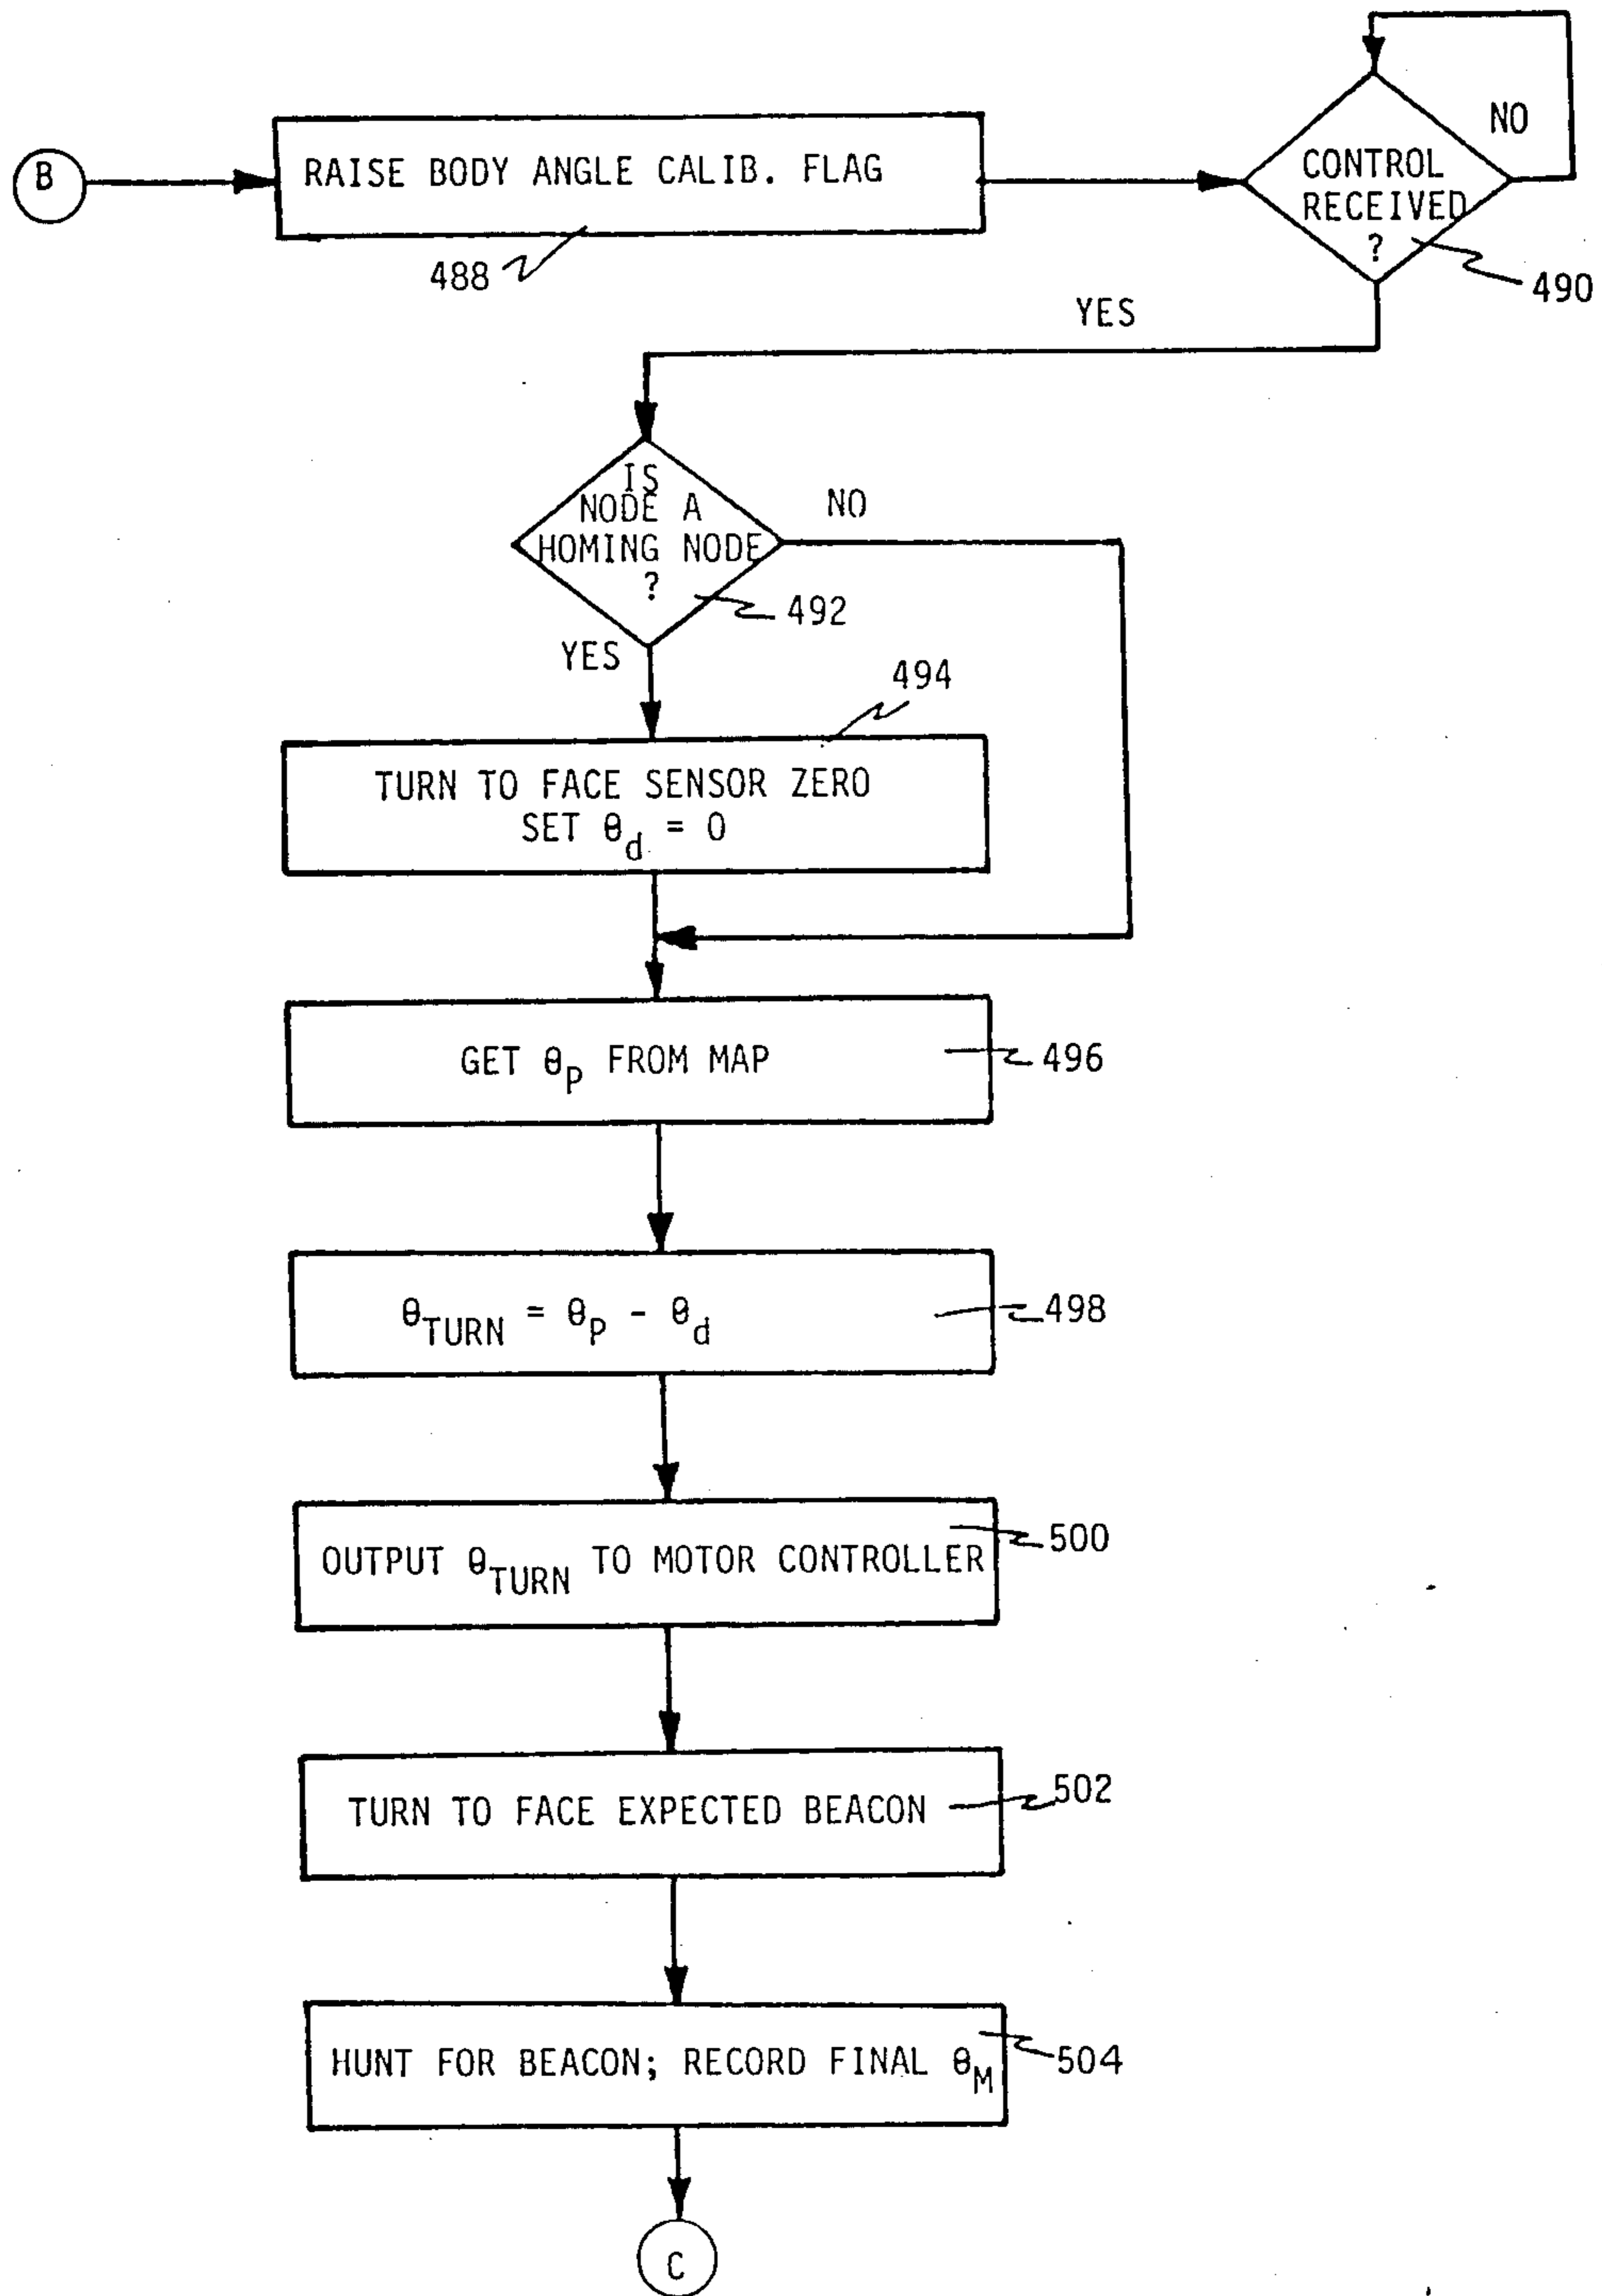 B
RAISE BODY ANGLE CALIB. FLAG
488
NO
CONTROL
RECEIVED
?
490
YES
IS
NODE A
HOMING NODE
?
NO
492
YES
494
TURN TO FACE SENSOR ZERO
SET θd = 0
GET θP FROM MAP
496
θTURN = θP - θd
498
OUTPUT θTURN TO MOTOR CONTROLLER
500
TURN TO FACE EXPECTED BEACON
502
HUNT FOR BEACON; RECORD FINAL θM
504
C